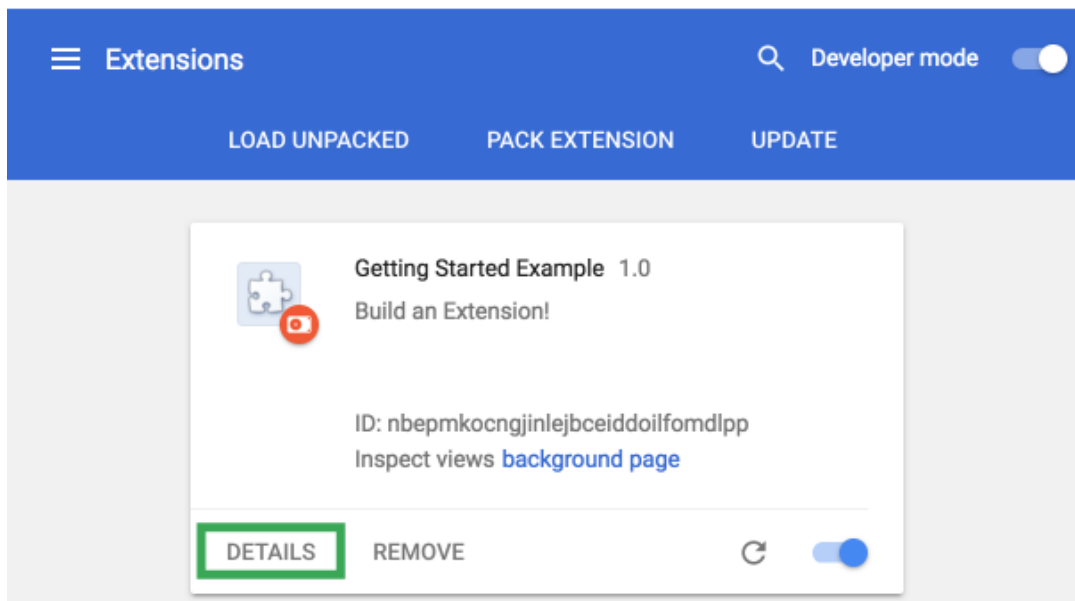 Extensions
Developer mode
LOAD UNPACKED PACK EXTENSION UPDATE
Getting Started Example 1.0
Build an Extension!
ID: nbepmkocngjinlejbceiddoilfomdlpp
Inspect views background page
DETAILS REMOVE